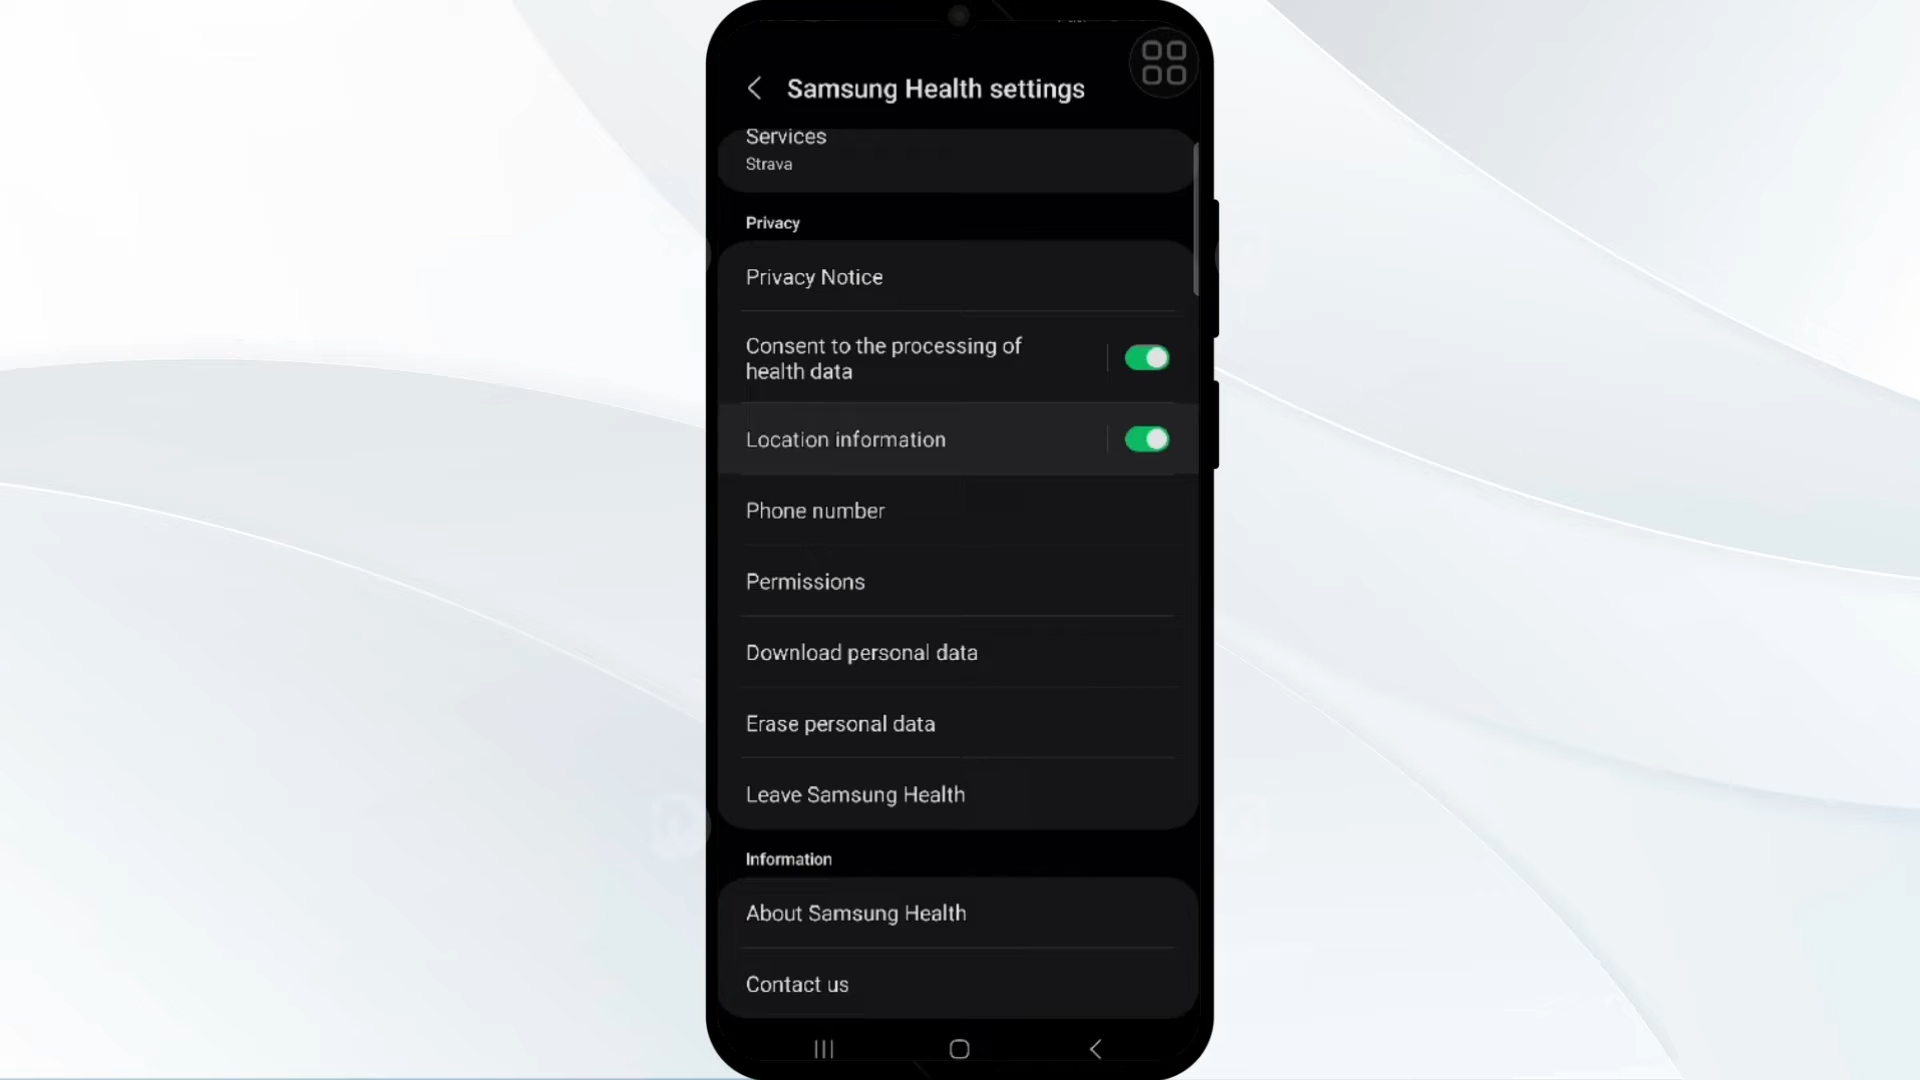 Samsung Health settings
Services
Strava
Privacy
Privacy Notice
Consent to the processing of
health data
Location information
Phone number
Permissions
Download personal data
Erase personal data
Leave Samsung Health
Information
About Samsung Health
Contact us